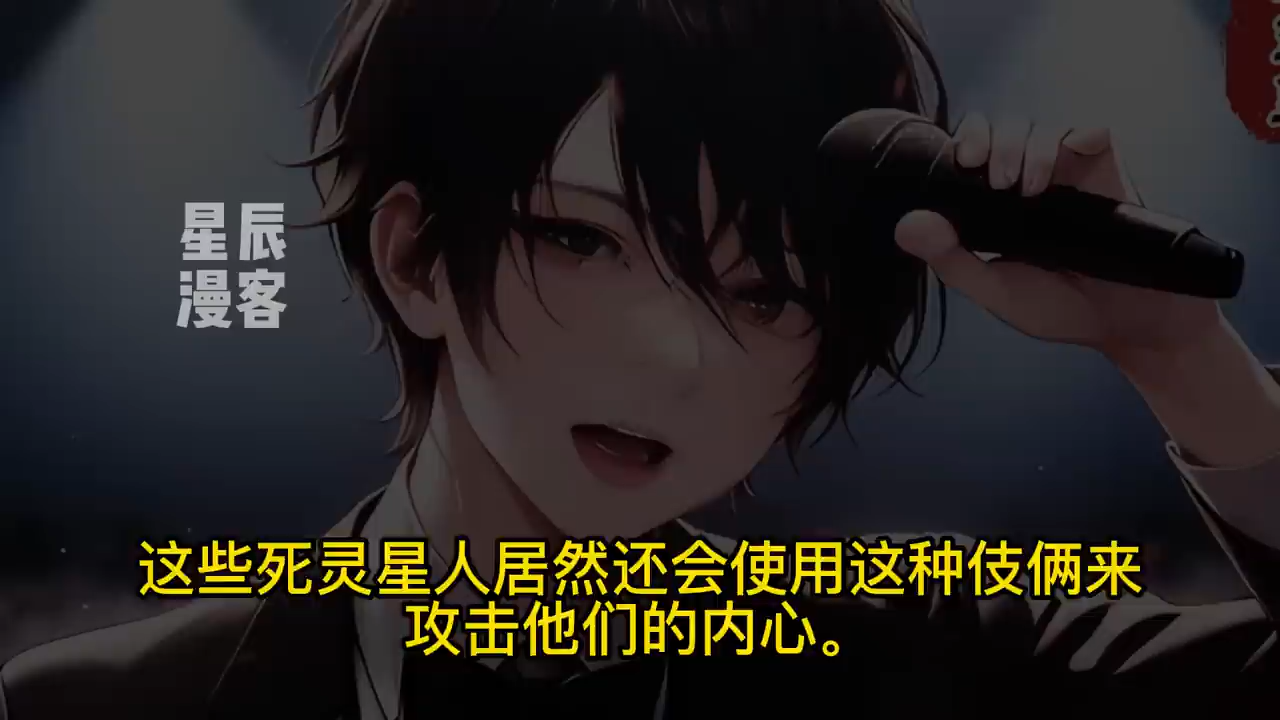 星辰
漫客
这些死灵星人居然还会使用这种伎俩来
攻击他们的内心。